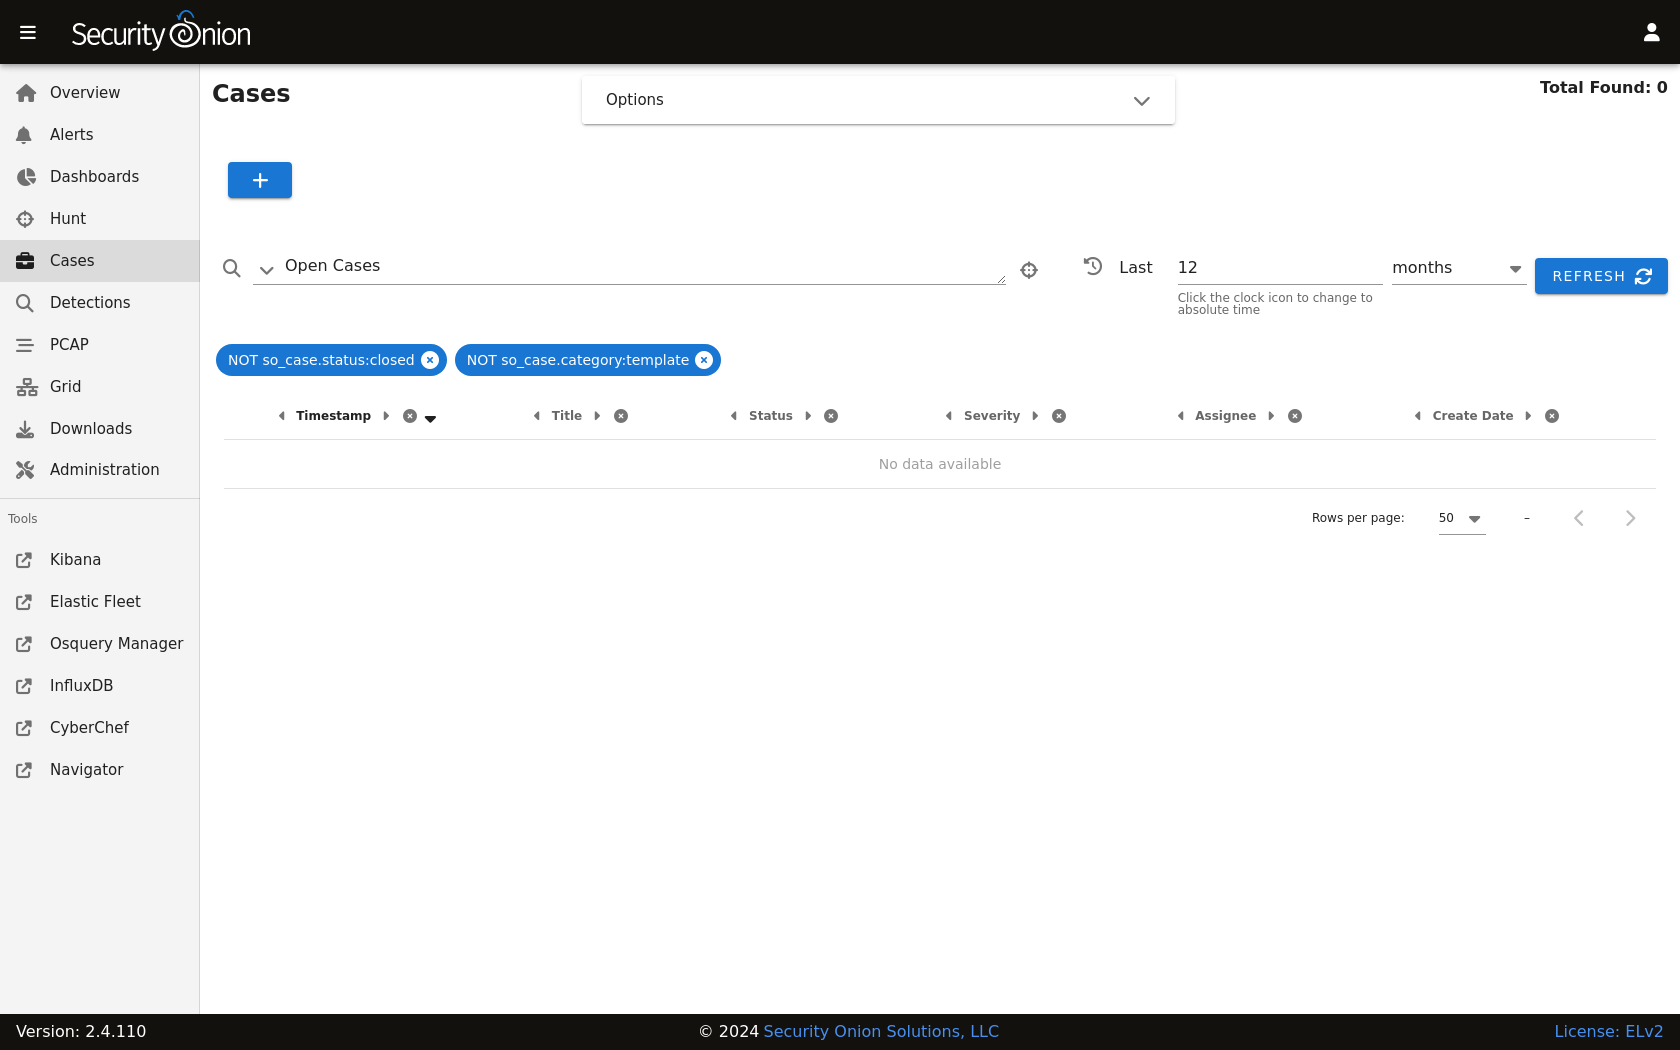 Security Onion
Overview
Alerts
Dashboards
Hunt
Cases
Detections
PCAP
Grid
Downloads
Administration
Tools
Kibana
Elastic Fleet
Osquery Manager
InfluxDB
CyberChef
Navigator
Cases
Options
Total Found: 0
+
Open Cases
Last 12 months
REFRESH
Click the clock icon to change to
absolute time
NOT so_case.status:closed NOT so_case.category:template
Timestamp Title Status Severity Assignee Create Date
No data available
Rows per page: 50 –
Version: 2.4.110 © 2024 Security Onion Solutions, LLC License: ELv2